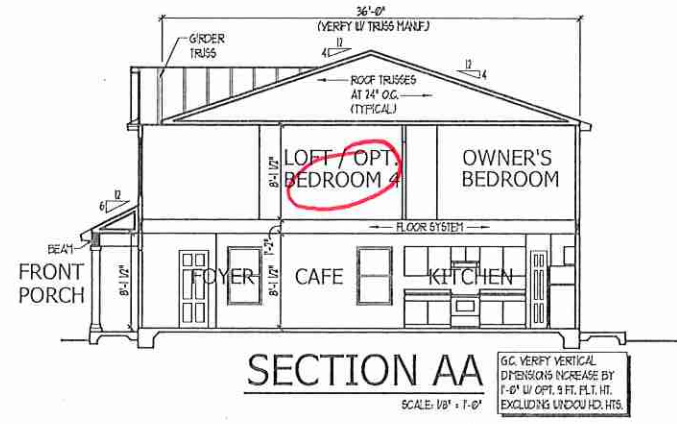 36'-0"
(VERIFY W/ TRUSS MANUF.)
GIRDER
TRUSS
12
4
12
4
ROOF TRUSSES
AT 24" O.C.
(TYPICAL)
LOFT / OPT.
BEDROOM 4
OWNER'S
BEDROOM
8'-1 1/2"
12
6
FLOOR SYSTEM
1'-2"
BEAM
FRONT
PORCH
8'-1 1/2"
FOYER
8'-1 1/2"
CAFE
KITCHEN
SECTION AA
SCALE: 1/8" = 1'-0"
G.C. VERIFY VERTICAL
DIMENSIONS INCREASE BY
1'-0" W/ OPT. 9 FT. PLT. HT.
EXCLUDING WINDOW HD. HTS.